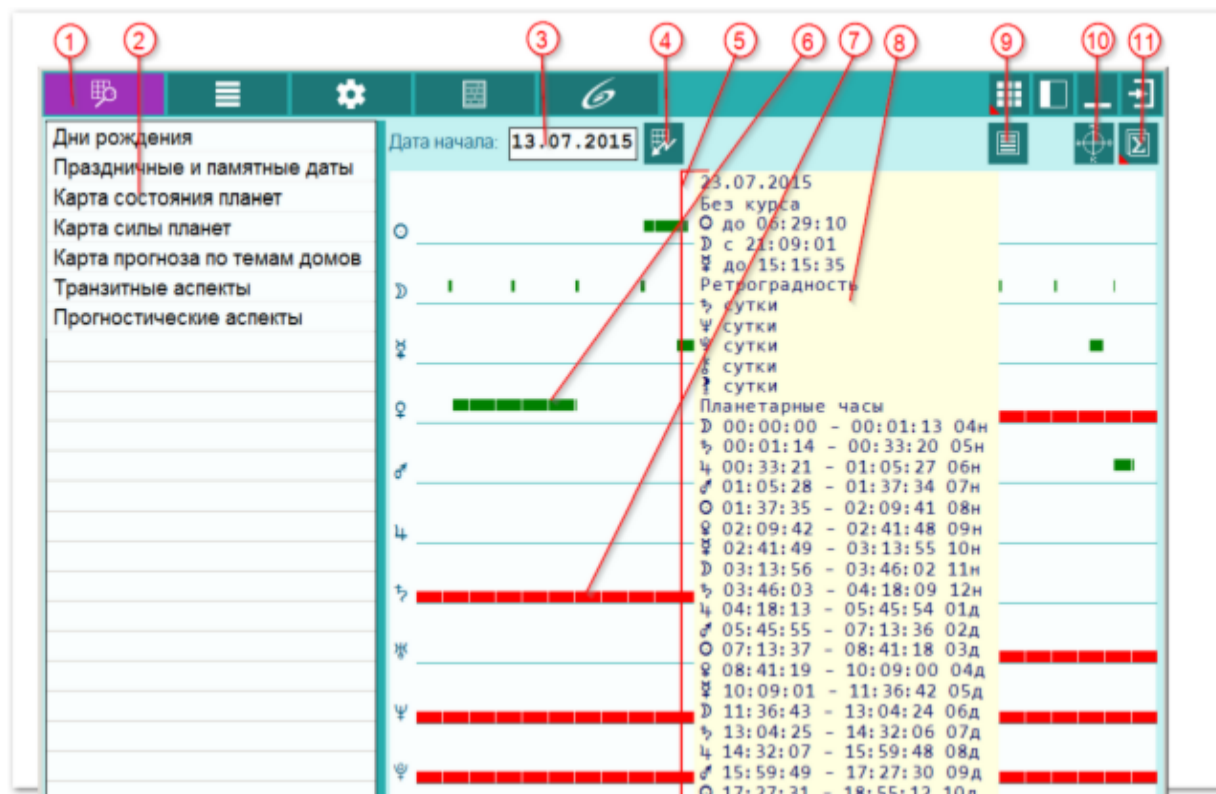 1 2 3 4 5 6 7 8 9 10 11
Дни рождения
Праздничные и памятные даты
Карта состояния планет
Карта силы планет
Карта прогноза по темам домов
Транзитные аспекты
Прогностические аспекты
Дата начала: 13.07.2015
23.07.2015
Без курса
☉ до 06:29:10
☽ с 21:09:01
☿ до 15:15:35
Ретроградность
♄ сутки
♆ сутки
сутки
сутки
сутки
Планетарные часы
☽ 00:00:00 - 00:01:13 04н
♄ 00:01:14 - 00:33:20 05н
♃ 00:33:21 - 01:05:27 06н
♂ 01:05:28 - 01:37:34 07н
☉ 01:37:35 - 02:09:41 08н
♀ 02:09:42 - 02:41:48 09н
☿ 02:41:49 - 03:13:55 10н
☽ 03:13:56 - 03:46:02 11н
♄ 03:46:03 - 04:18:09 12н
♃ 04:18:13 - 05:45:54 01д
♂ 05:45:55 - 07:13:36 02д
☉ 07:13:37 - 08:41:18 03д
♀ 08:41:19 - 10:09:00 04д
☿ 10:09:01 - 11:36:42 05д
☽ 11:36:43 - 13:04:24 06д
♄ 13:04:25 - 14:32:06 07д
♃ 14:32:07 - 15:59:48 08д
♂ 15:59:49 - 17:27:30 09д
☉ 17:27:31 - 18:55:12 10д